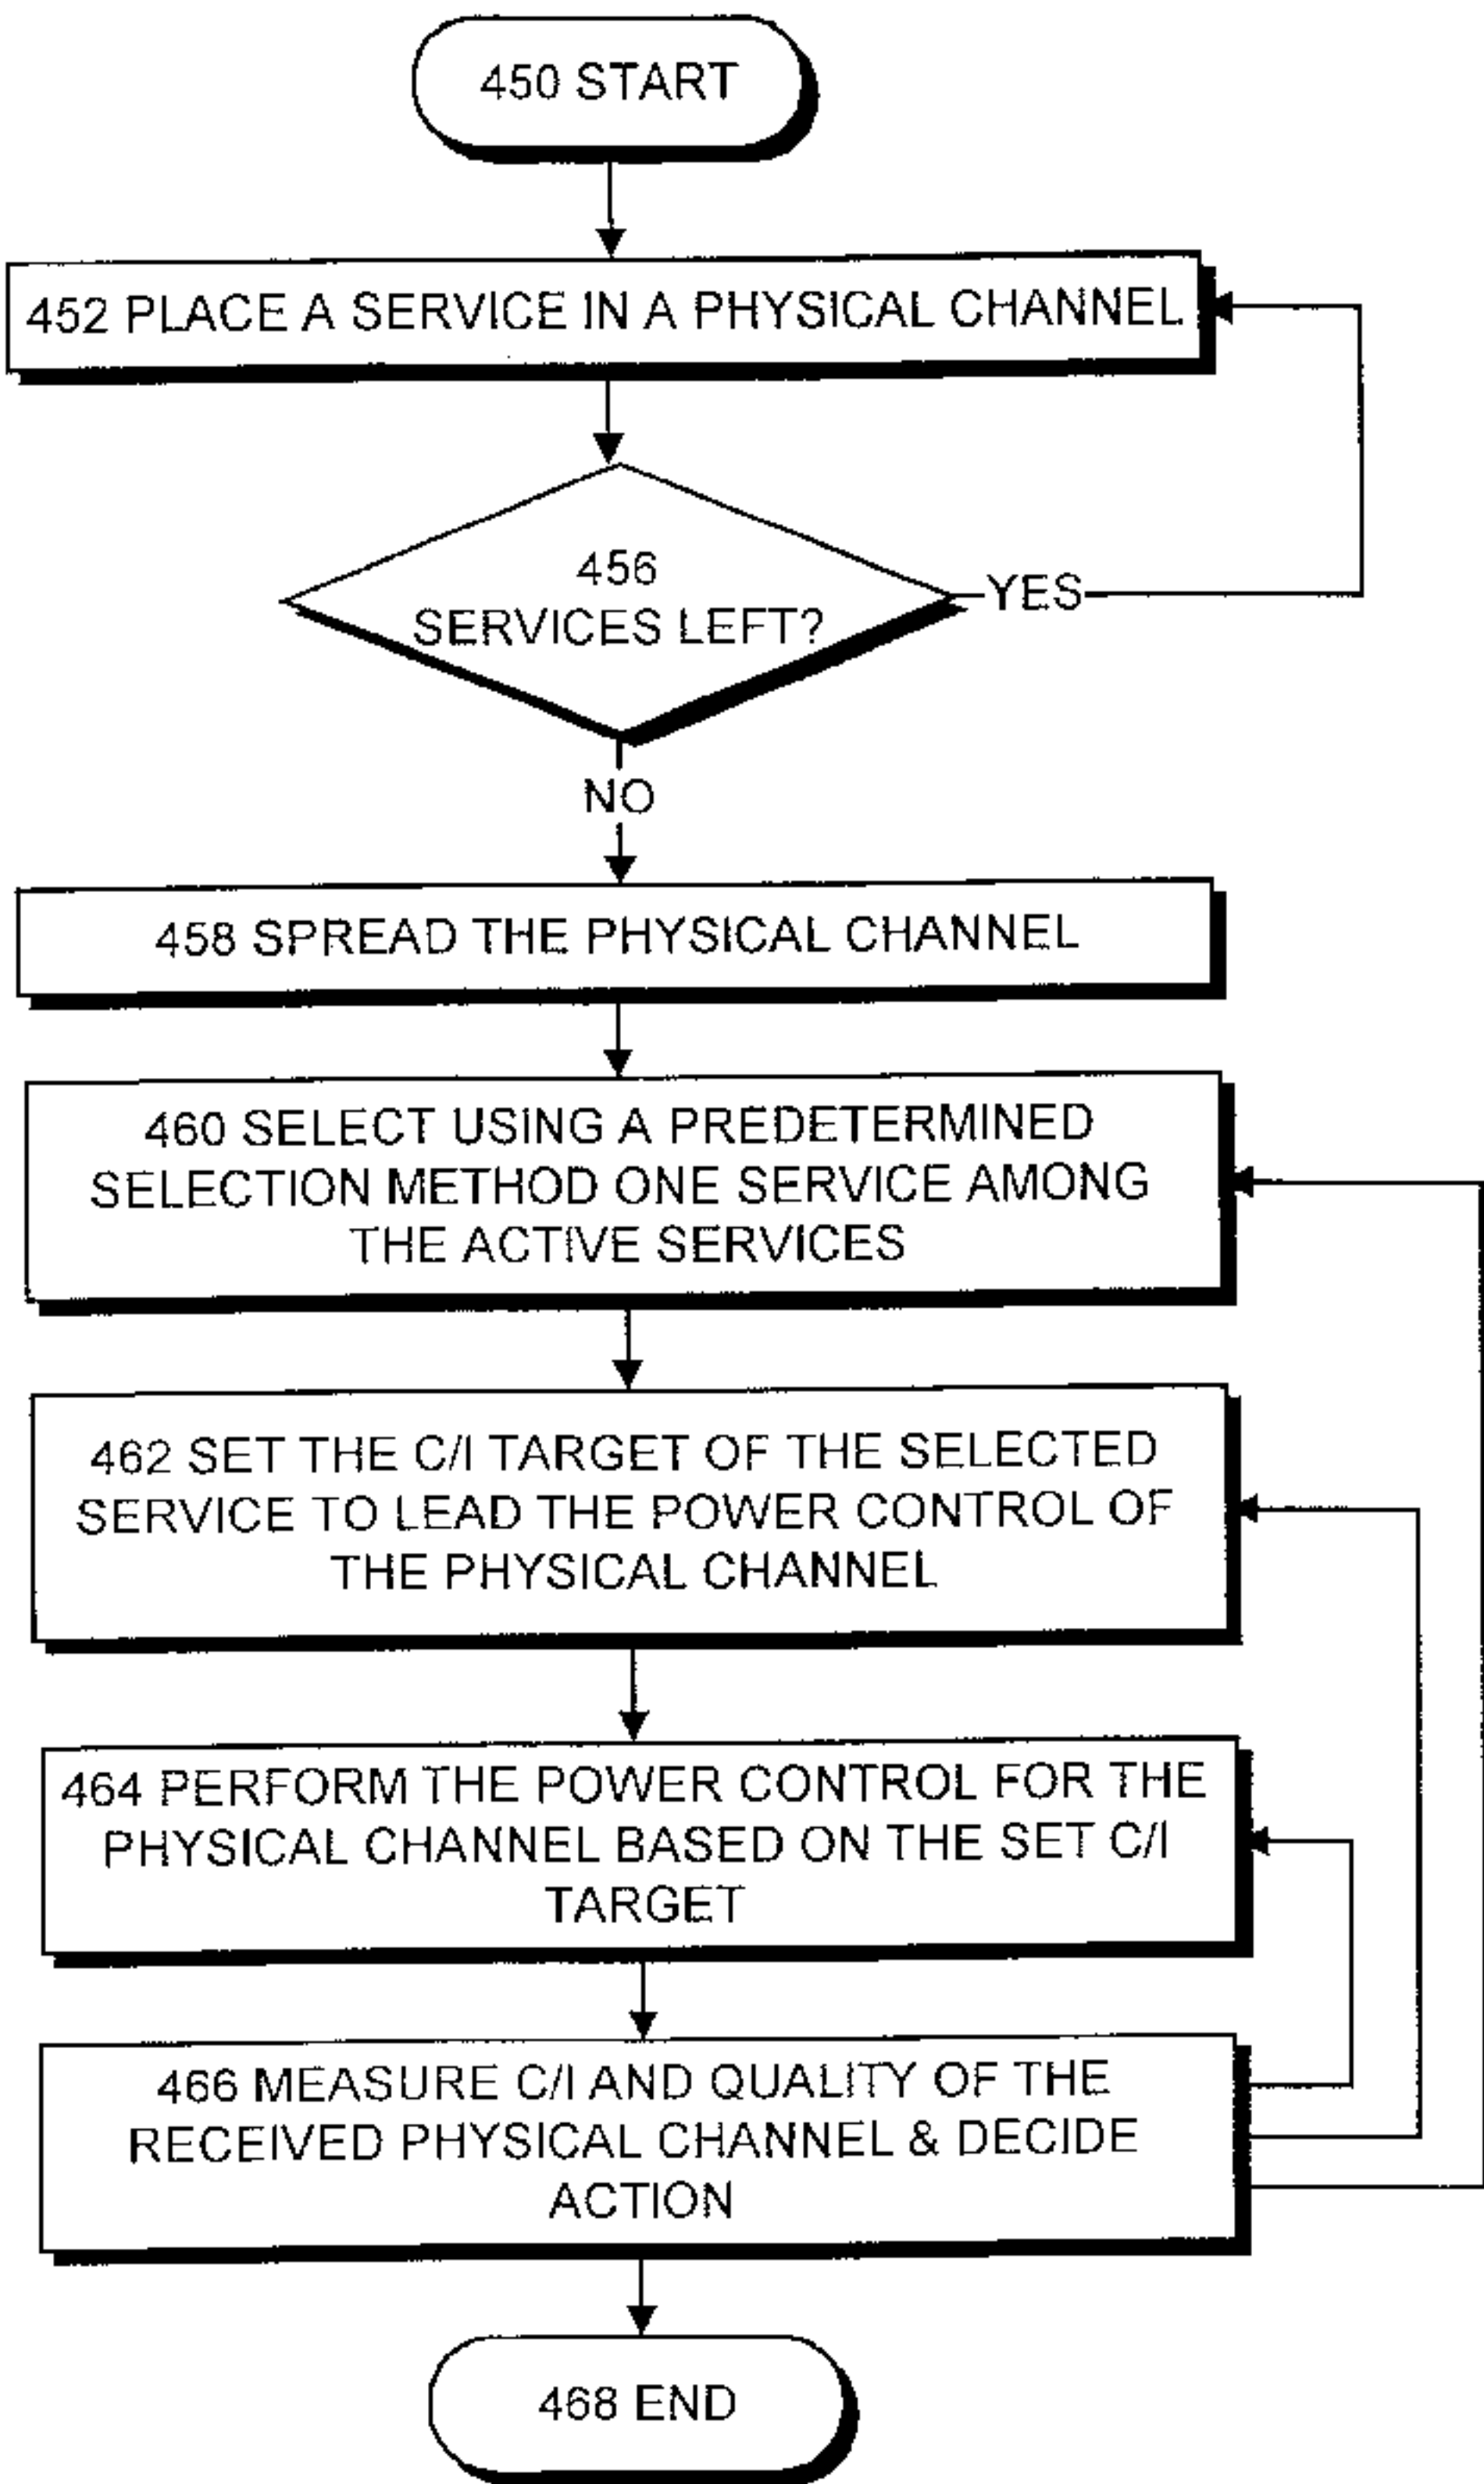 450 START
452 PLACE A SERVICE IN A PHYSICAL CHANNEL
456
SERVICES LEFT?
YES
NO
458 SPREAD THE PHYSICAL CHANNEL
460 SELECT USING A PREDETERMINED
SELECTION METHOD ONE SERVICE AMONG
THE ACTIVE SERVICES
462 SET THE C/I TARGET OF THE SELECTED
SERVICE TO LEAD THE POWER CONTROL OF
THE PHYSICAL CHANNEL
464 PERFORM THE POWER CONTROL FOR THE
PHYSICAL CHANNEL BASED ON THE SET C/I
TARGET
466 MEASURE C/I AND QUALITY OF THE
RECEIVED PHYSICAL CHANNEL & DECIDE
ACTION
468 END